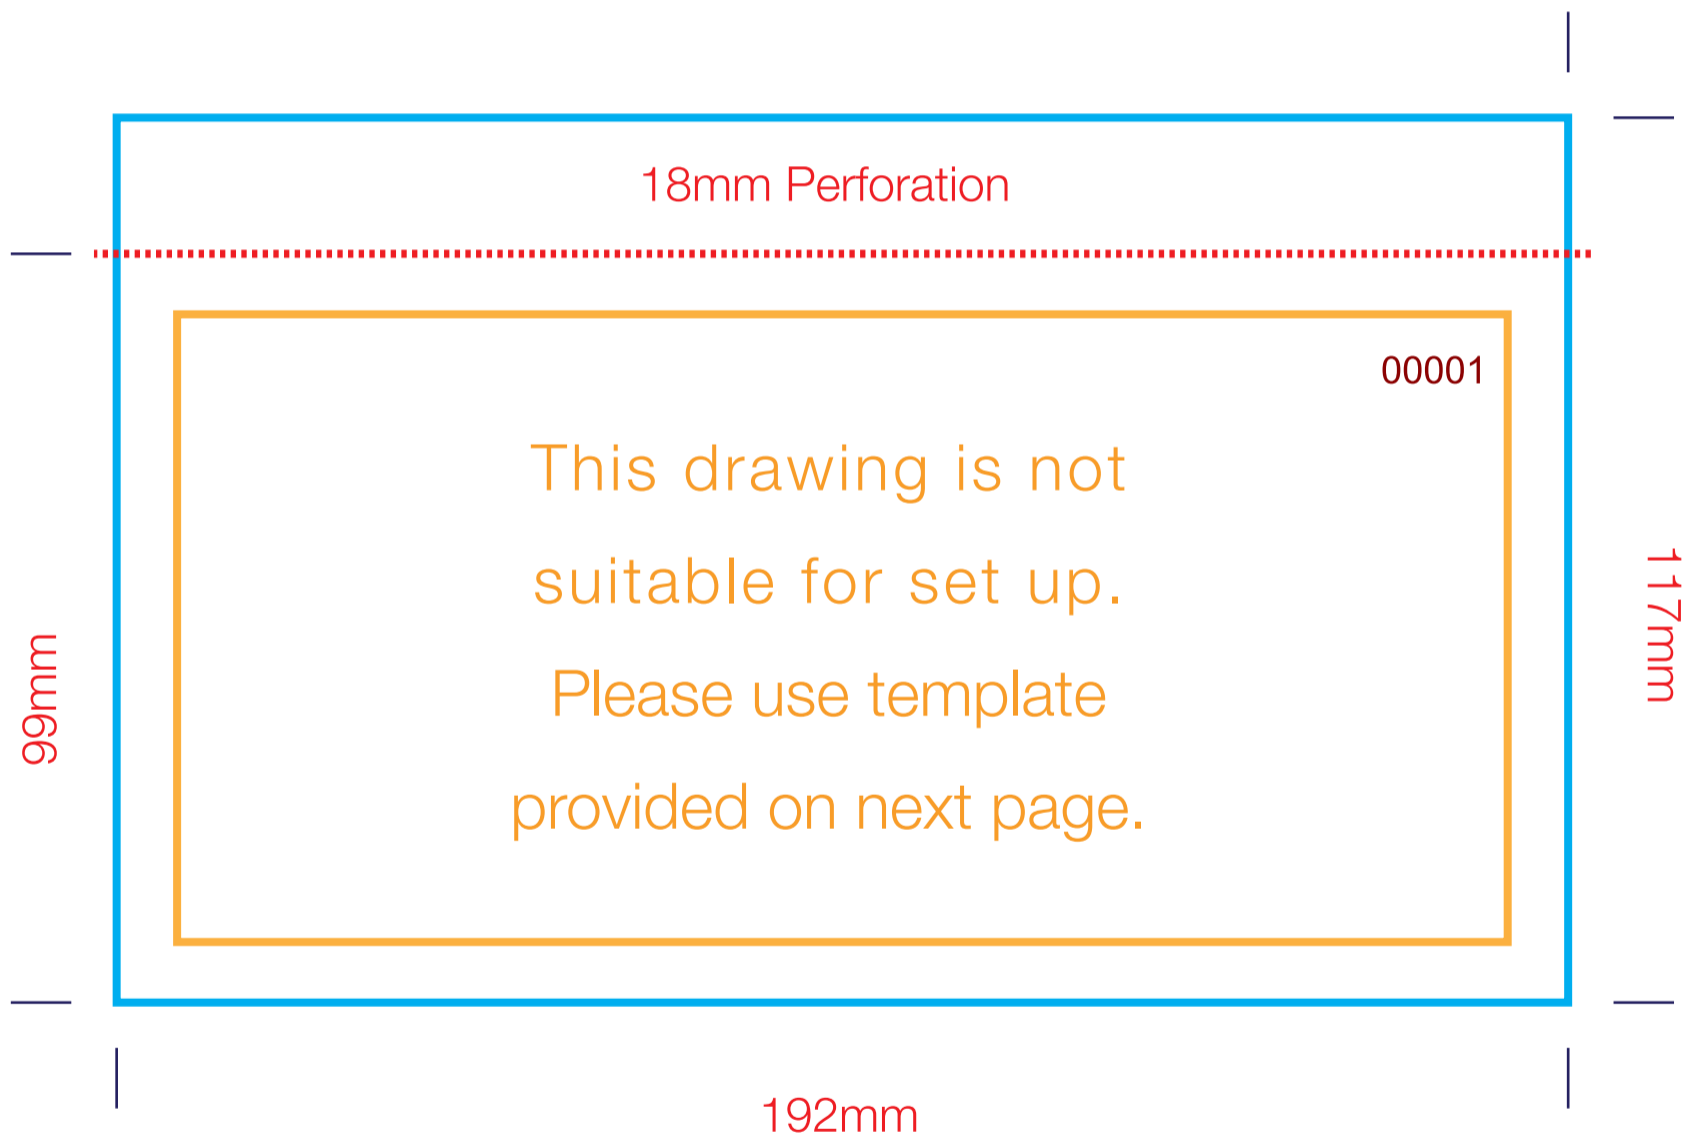 18mm Perforation
00001
This drawing is not
suitable for set up.
Please use template
provided on next page.
99mm
117mm
192mm